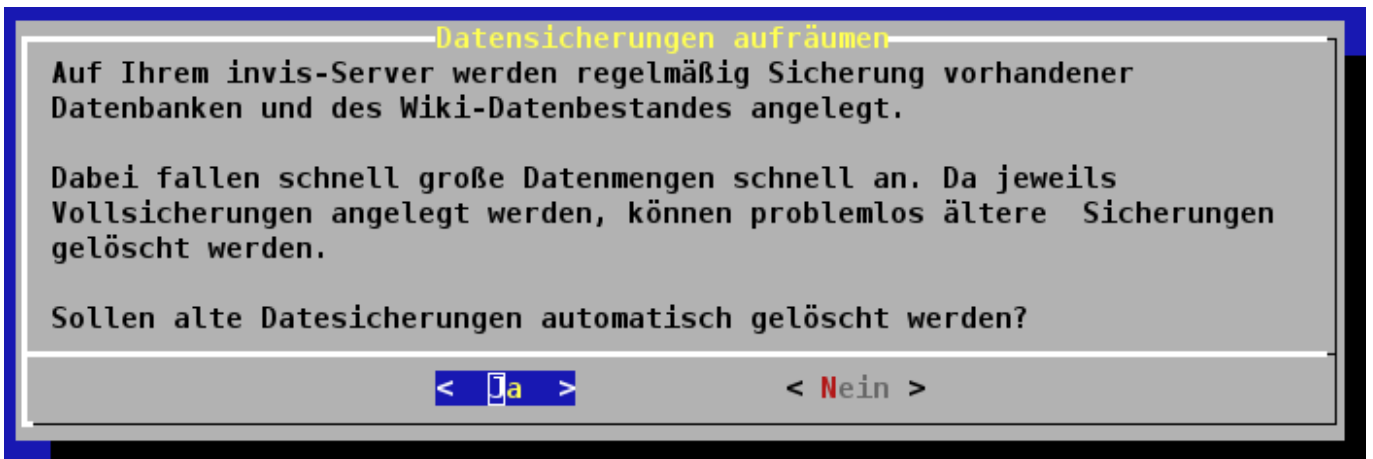 Datensicherungen aufräumen
Auf Ihrem invis-Server werden regelmäßig Sicherung vorhandener
Datenbanken und des Wiki-Datenbestandes angelegt.
Dabei fallen schnell große Datenmengen schnell an. Da jeweils
Vollsicherungen angelegt werden, können problemlos ältere  Sicherungen
gelöscht werden.
Sollen alte Datesicherungen automatisch gelöscht werden?
<  Ja  > < Nein >